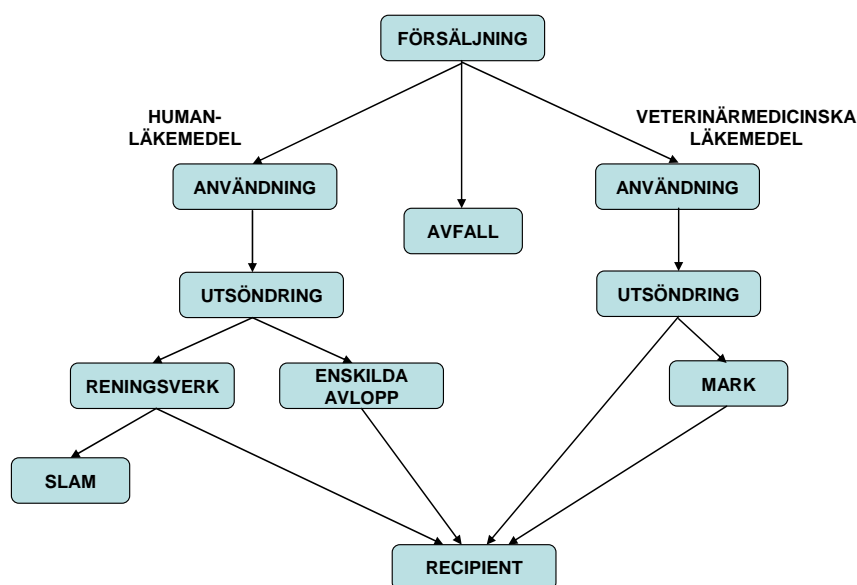 FÖRSÄLJNING
HUMAN-
LÄKEMEDEL
VETERINÄRMEDICINSKA
LÄKEMEDEL
ANVÄNDNING
ANVÄNDNING
AVFALL
UTSÖNDRING
UTSÖNDRING
RENINGSVERK
ENSKILDA
AVLOPP
MARK
SLAM
RECIPIENT